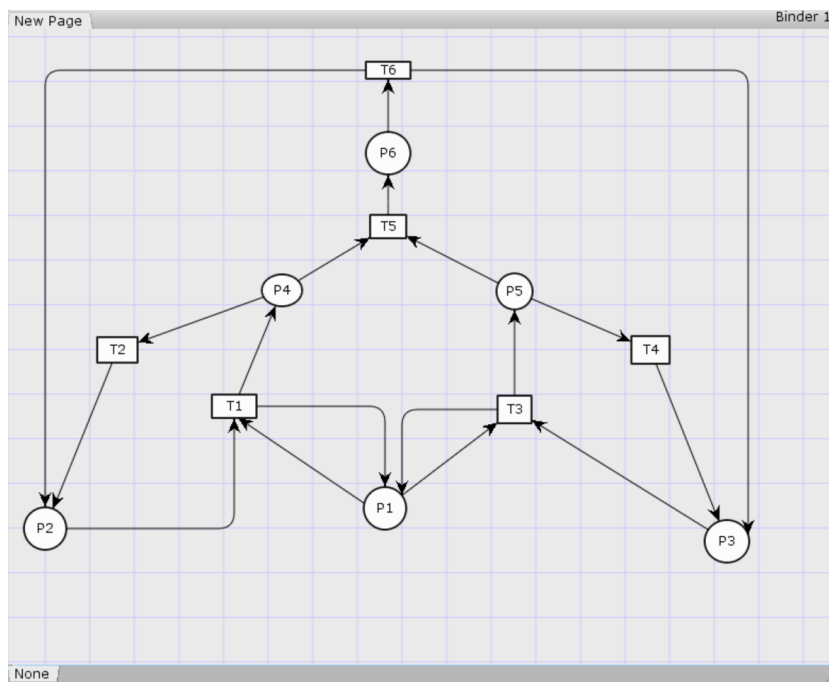 New Page
Binder 1
T6
P6
T5
P4
P5
T2
T4
T1
T3
P1
P2
P3
None